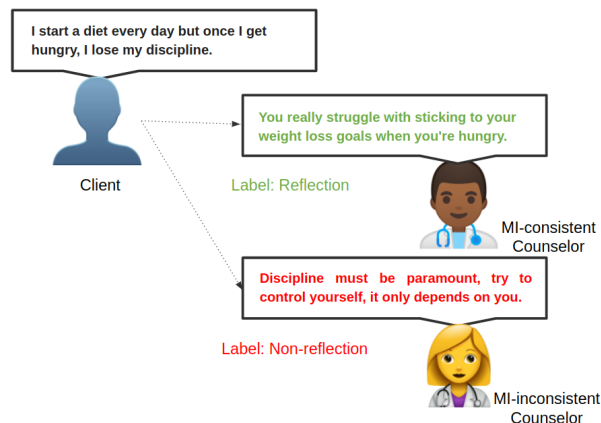 I start a diet every day but once I get
hungry, I lose my discipline.
Client
You really struggle with sticking to your
weight loss goals when you're hungry.
Label: Reflection
MI-consistent
Counselor
Discipline must be paramount, try to
control yourself, it only depends on you.
Label: Non-reflection
MI-inconsistent
Counselor